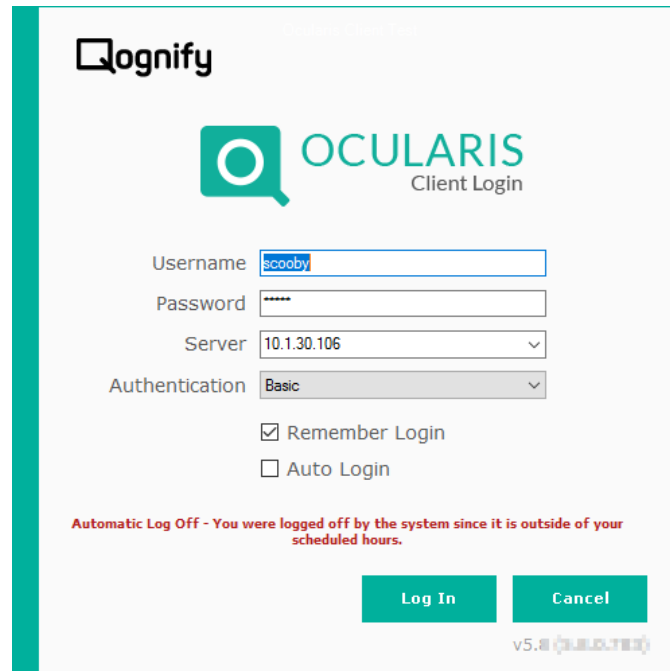 Qognify
OCULARIS
Client Login
Username scooby
Password *****
Server 10.1.30.106
Authentication Basic
Remember Login
Auto Login
Automatic Log Off - You were logged off by the system since it is outside of your
scheduled hours.
Log In Cancel